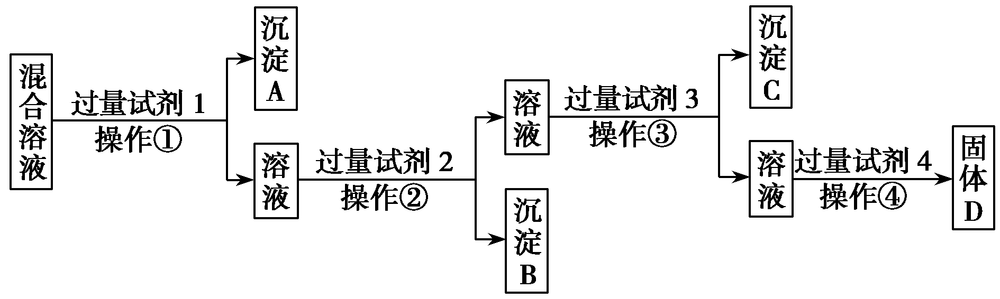 混合溶液
过量试剂1
操作①
沉淀A
溶液
过量试剂2
操作②
溶液
沉淀B
过量试剂3
操作③
沉淀C
溶液
过量试剂4
操作④
固体D